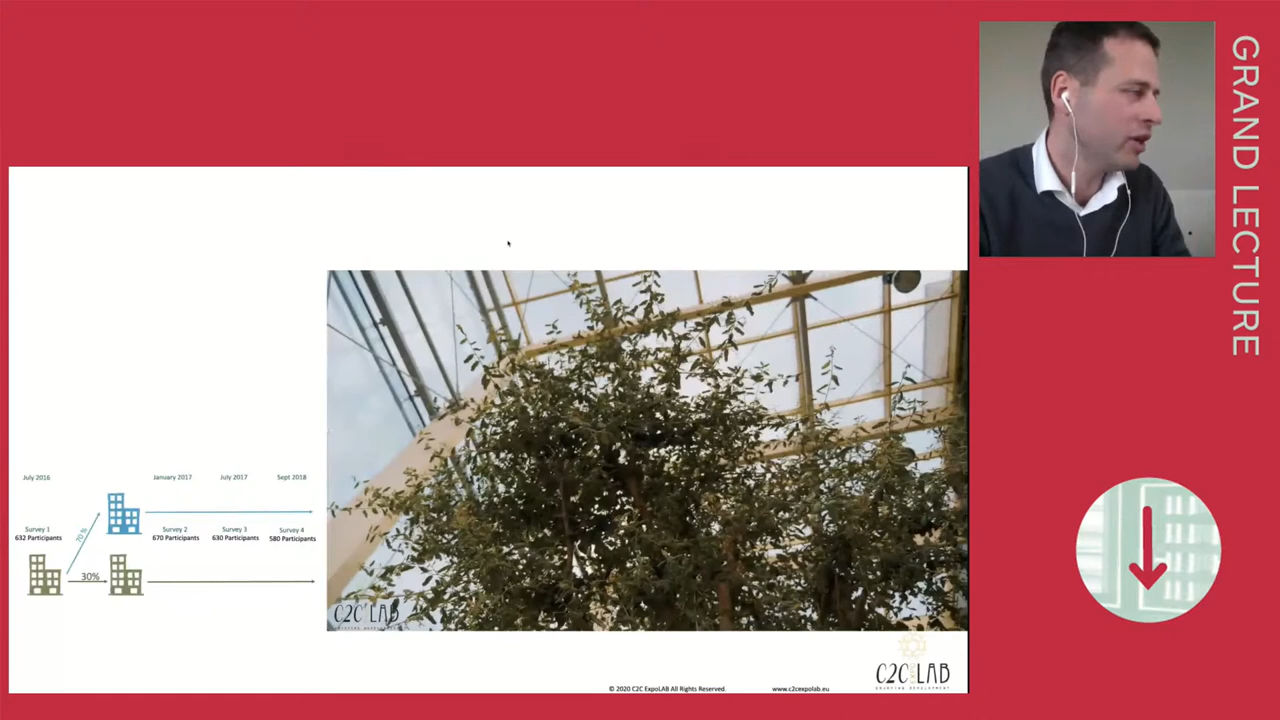 GRAND LECTURE
July 2016
January 2017
July 2017
Sept 2018
Survey 1
632 Participants
70%
Survey 2
670 Participants
Survey 3
630 Participants
Survey 4
580 Participants
30%
C2C LAB
C2C EXPO LAB
© 2020 C2C ExpoLAB All Rights Reserved.
www.c2cexpolab.eu